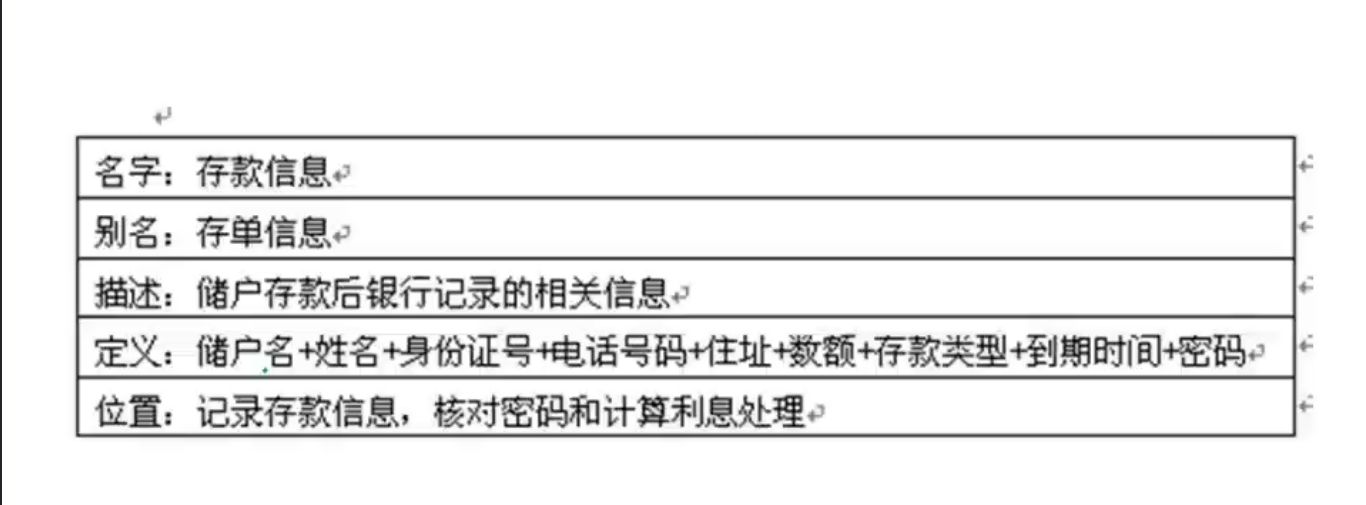 名字：存款信息
别名：存单信息
描述：储户存款后银行记录的相关信息
定义：储户名+姓名+身份证号+电话号码+住址+数额+存款类型+到期时间+密码
位置：记录存款信息，核对密码和计算利息处理